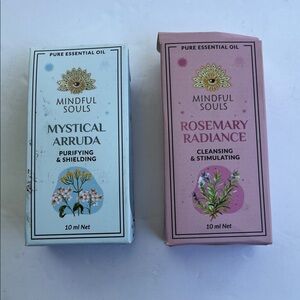 PURE ESSENTIAL OIL
MINDFUL
SOULS
MYSTICAL
ARRUDA
PURIFYING
& SHIELDING
10 ml Net
PURE ESSENTIAL OIL
MINDFUL
SOULS
ROSEMARY
RADIANCE
CLEANSING
& STIMULATING
10 ml Net